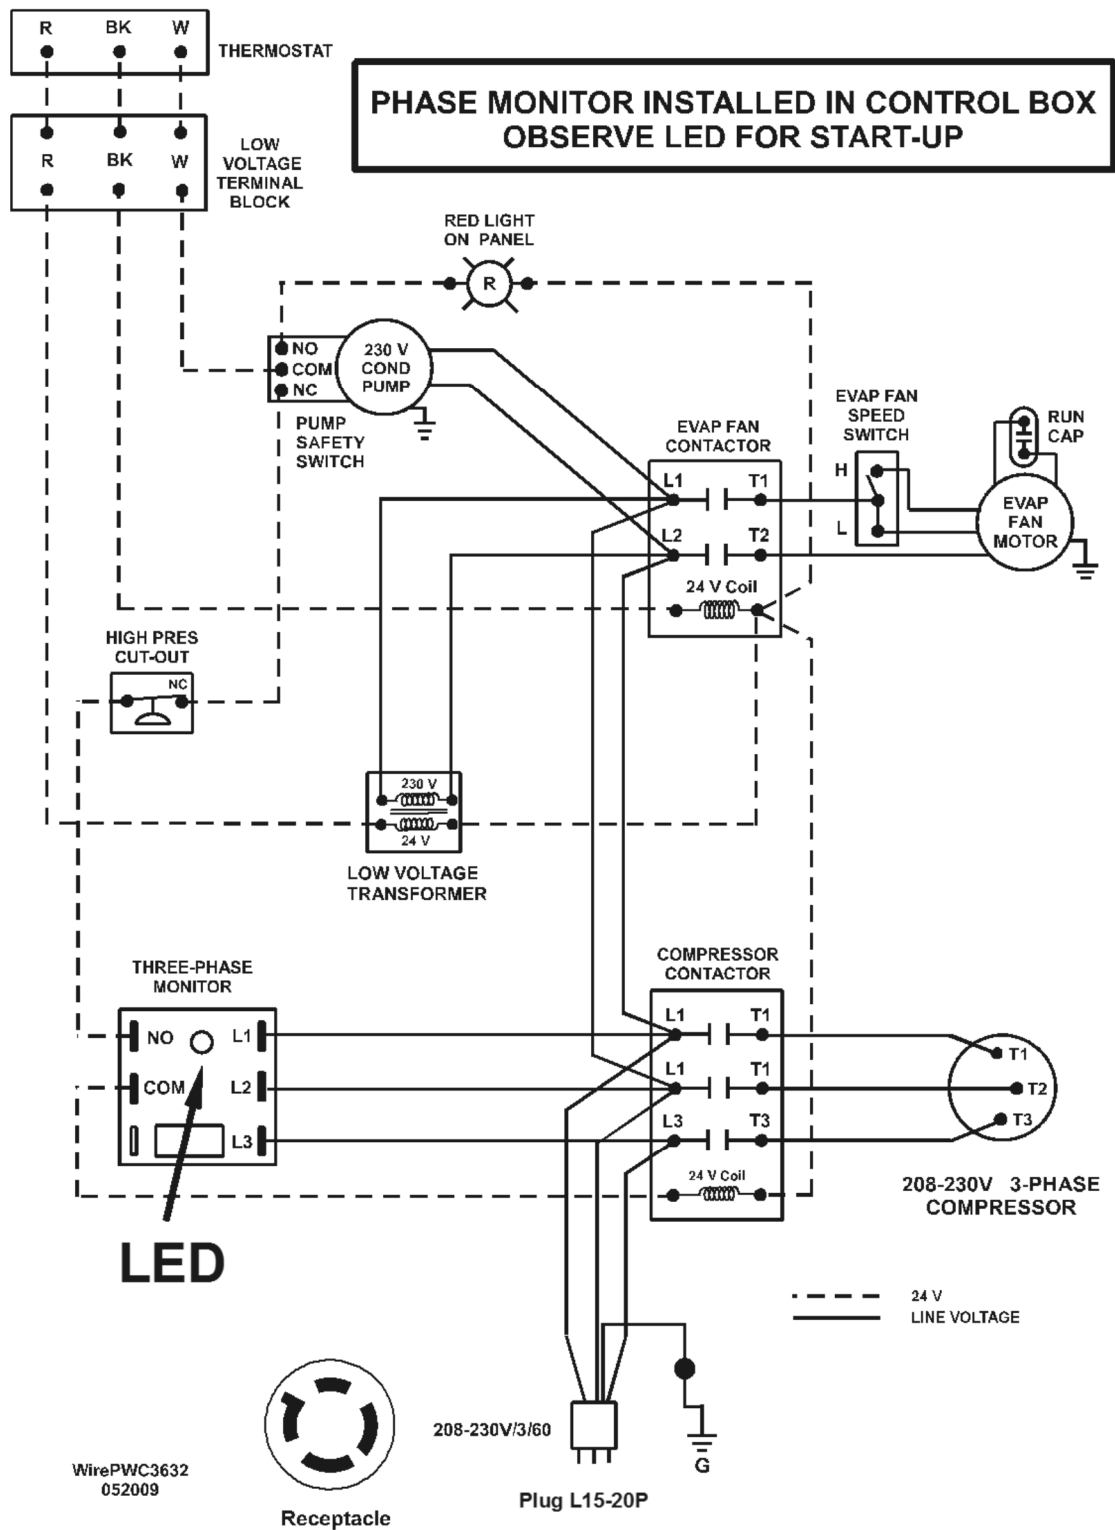 R BK W
THERMOSTAT
R BK W
LOW
VOLTAGE
TERMINAL
BLOCK
PHASE MONITOR INSTALLED IN CONTROL BOX
OBSERVE LED FOR START-UP
RED LIGHT
ON PANEL
R
NO
COM
NC
230 V
COND
PUMP
PUMP
SAFETY
SWITCH
EVAP FAN
CONTACTOR
L1 T1
L2 T2
24 V Coil
EVAP FAN
SPEED
SWITCH
H
L
RUN
CAP
EVAP
FAN
MOTOR
HIGH PRES
CUT-OUT
NC
230 V
24 V
LOW VOLTAGE
TRANSFORMER
THREE-PHASE
MONITOR
NO L1
COM L2
L3
LED
COMPRESSOR
CONTACTOR
L1 T1
L1 T1
L3 T3
24 V Coil
T1
T2
T3
208-230V 3-PHASE
COMPRESSOR
24 V
LINE VOLTAGE
208-230V/3/60
G
Plug L15-20P
Receptacle
WirePWC3632
052009